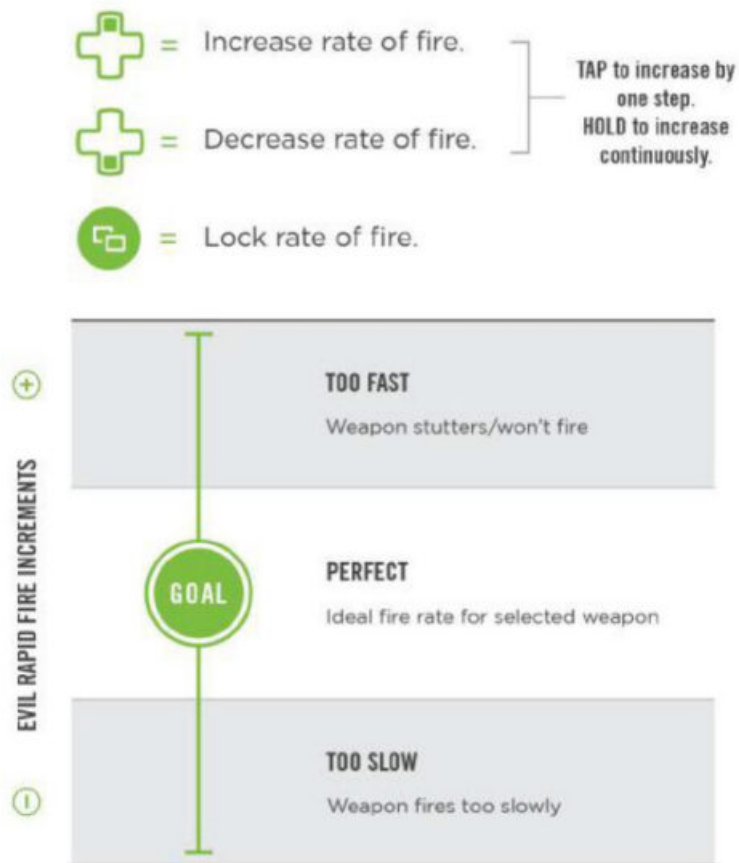 = Increase rate of fire.
= Decrease rate of fire.
TAP to increase by
one step.
HOLD to increase
continuously.
= Lock rate of fire.
EVIL RAPID FIRE INCREMENTS
+
TOO FAST
Weapon stutters/won't fire
GOAL
PERFECT
Ideal fire rate for selected weapon
TOO SLOW
Weapon fires too slowly
−